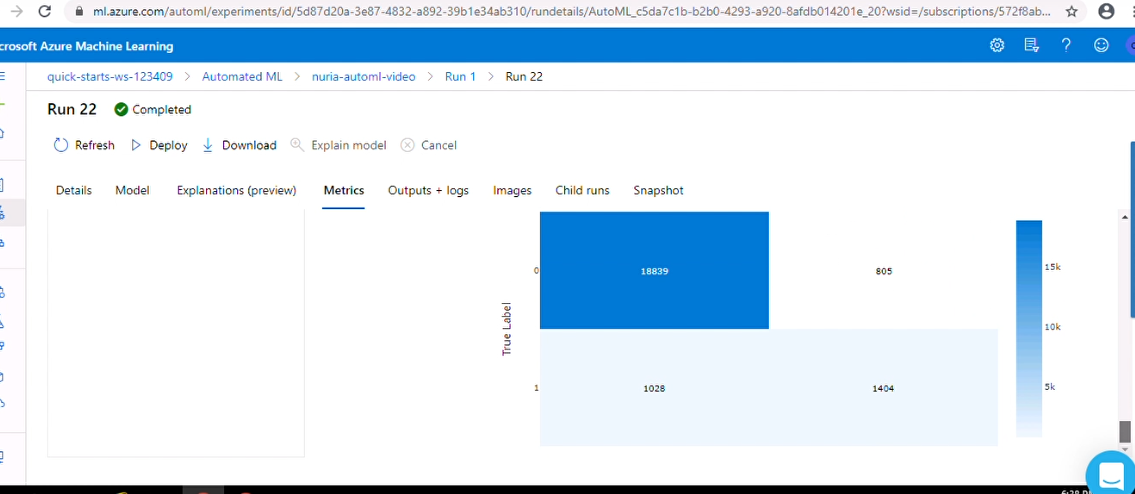 ml.azure.com/automl/experiments/id/5d87d20a-3e87-4832-a892-39b1e34ab310/rundetails/AutoML_c5da7c1b-b2b0-4293-a920-8afdb014201e_20?wsid=/subscriptions/572f8ab...
crosoft Azure Machine Learning
quick-starts-ws-123409 > Automated ML > nuria-automl-video > Run 1 > Run 22
Run 22 Completed
Refresh Deploy Download Explain model Cancel
Details Model Explanations (preview) Metrics Outputs + logs Images Child runs Snapshot
True Label
0 18839 805
1 1028 1404
15k
10k
5k